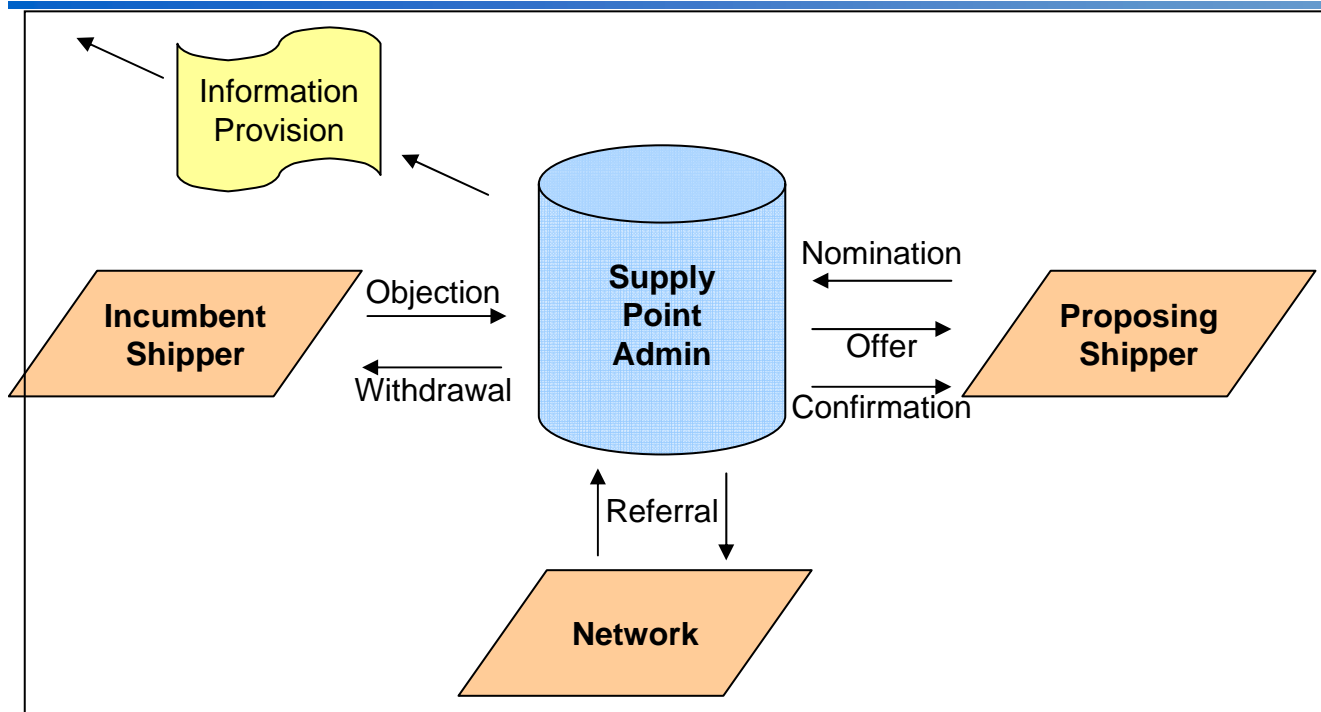 Information
Provision
Nomination
Supply
Point
Admin
Objection
Incumbent
Shipper
Proposing
Shipper
Offer
Withdrawal
Confirmation
Referral
Network